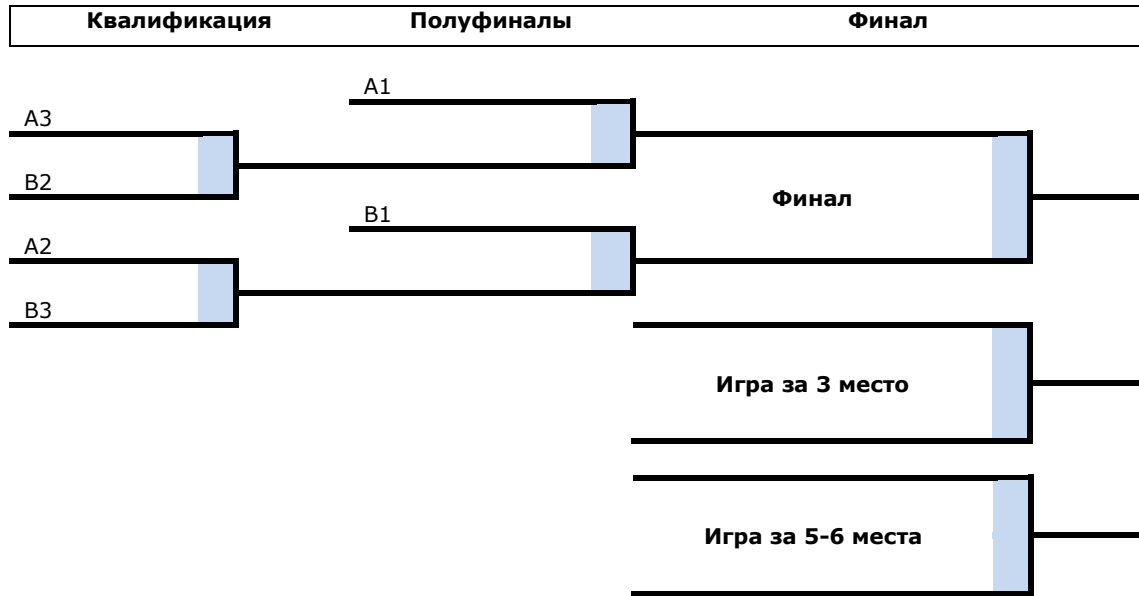 Квалификация Полуфиналы Финал
A1
A3
B2
Финал
B1
A2
B3
Игра за 3 место
Игра за 5-6 места